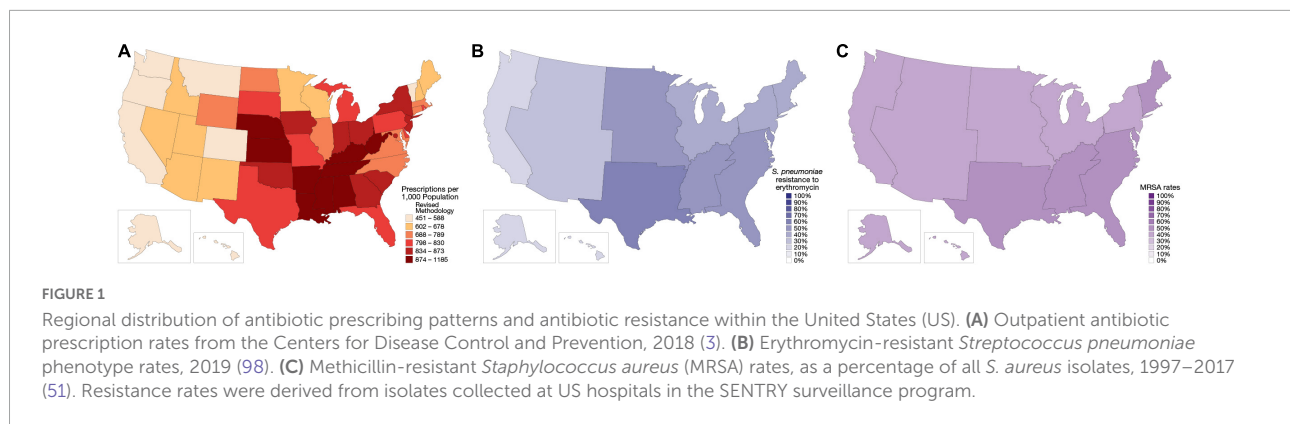 A
B
C
Prescriptions per
1,000 Population
Revised
Methodology
451 – 588
602 – 678
688 – 789
798 – 830
834 – 873
874 – 1185
S. pneumoniae
resistance to
erythromycin
100%
90%
80%
70%
60%
50%
40%
30%
20%
10%
0%
MRSA rates
100%
90%
80%
70%
60%
50%
40%
30%
20%
10%
0%
FIGURE 1
Regional distribution of antibiotic prescribing patterns and antibiotic resistance within the United States (US). (A) Outpatient antibiotic
prescription rates from the Centers for Disease Control and Prevention, 2018 (3). (B) Erythromycin-resistant Streptococcus pneumoniae
phenotype rates, 2019 (98). (C) Methicillin-resistant Staphylococcus aureus (MRSA) rates, as a percentage of all S. aureus isolates, 1997–2017
(51). Resistance rates were derived from isolates collected at US hospitals in the SENTRY surveillance program.